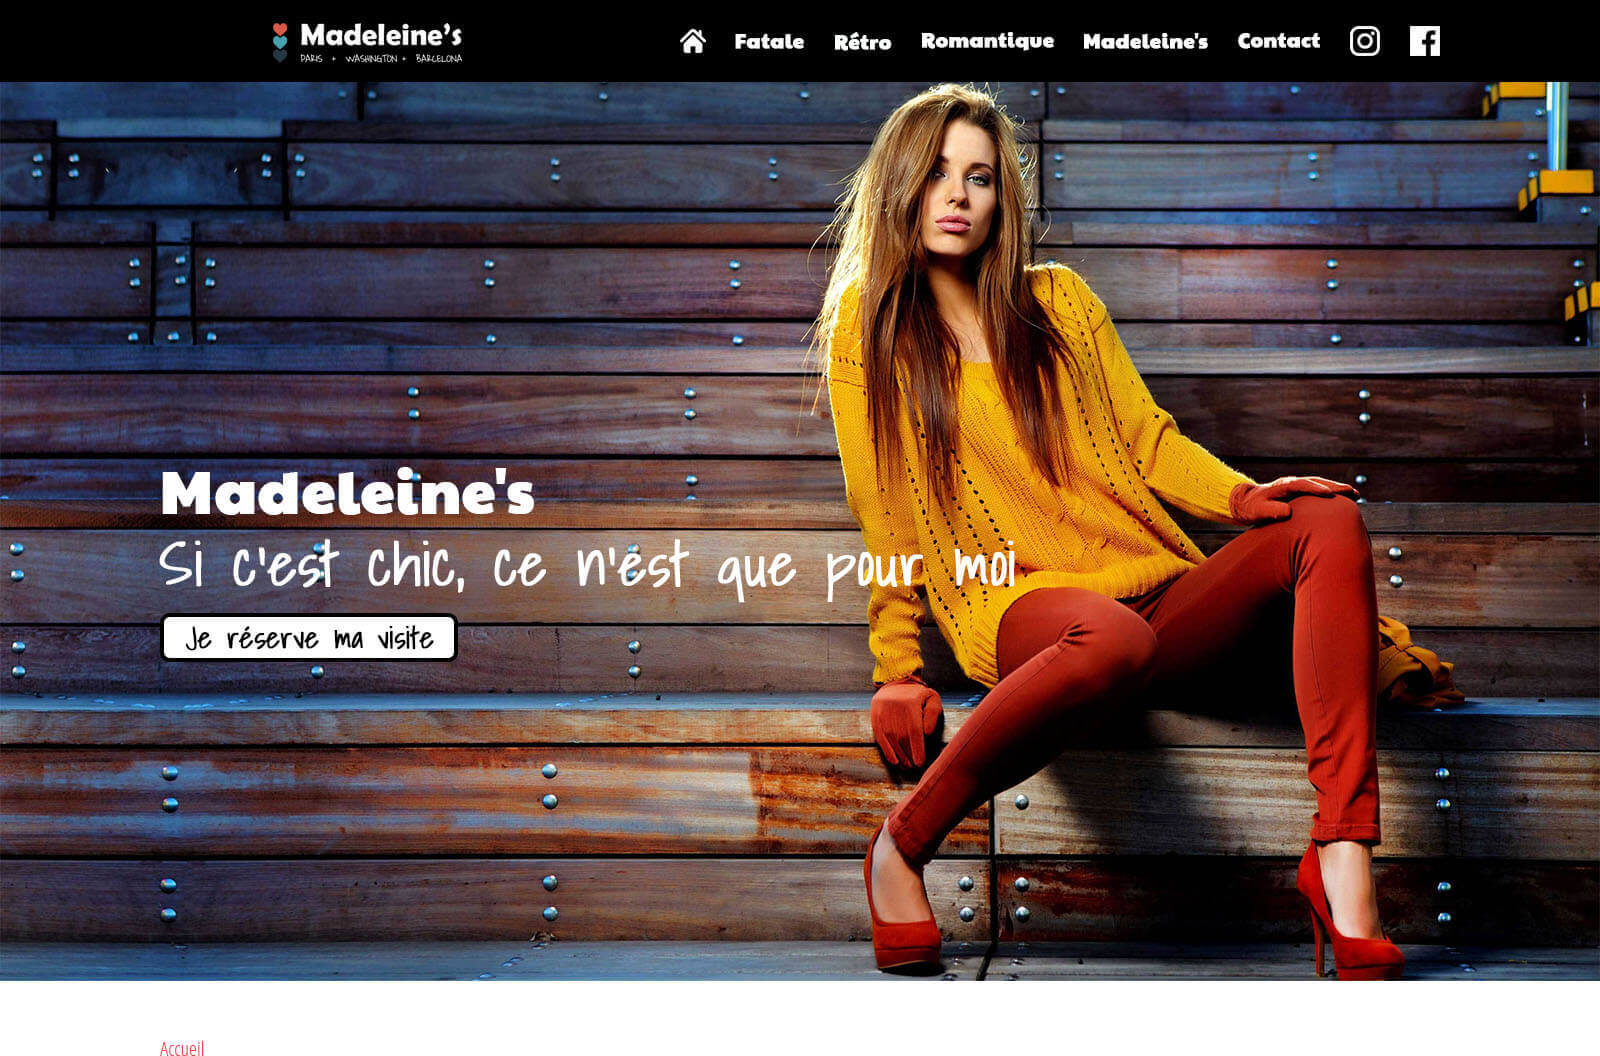 Madeleine's
PARIS + WASHINGTON + BARCELONA
Fatale Rétro Romantique Madeleine's Contact
Madeleine's
Si c'est chic, ce n'est que pour moi
Je réserve ma visite
Accueil